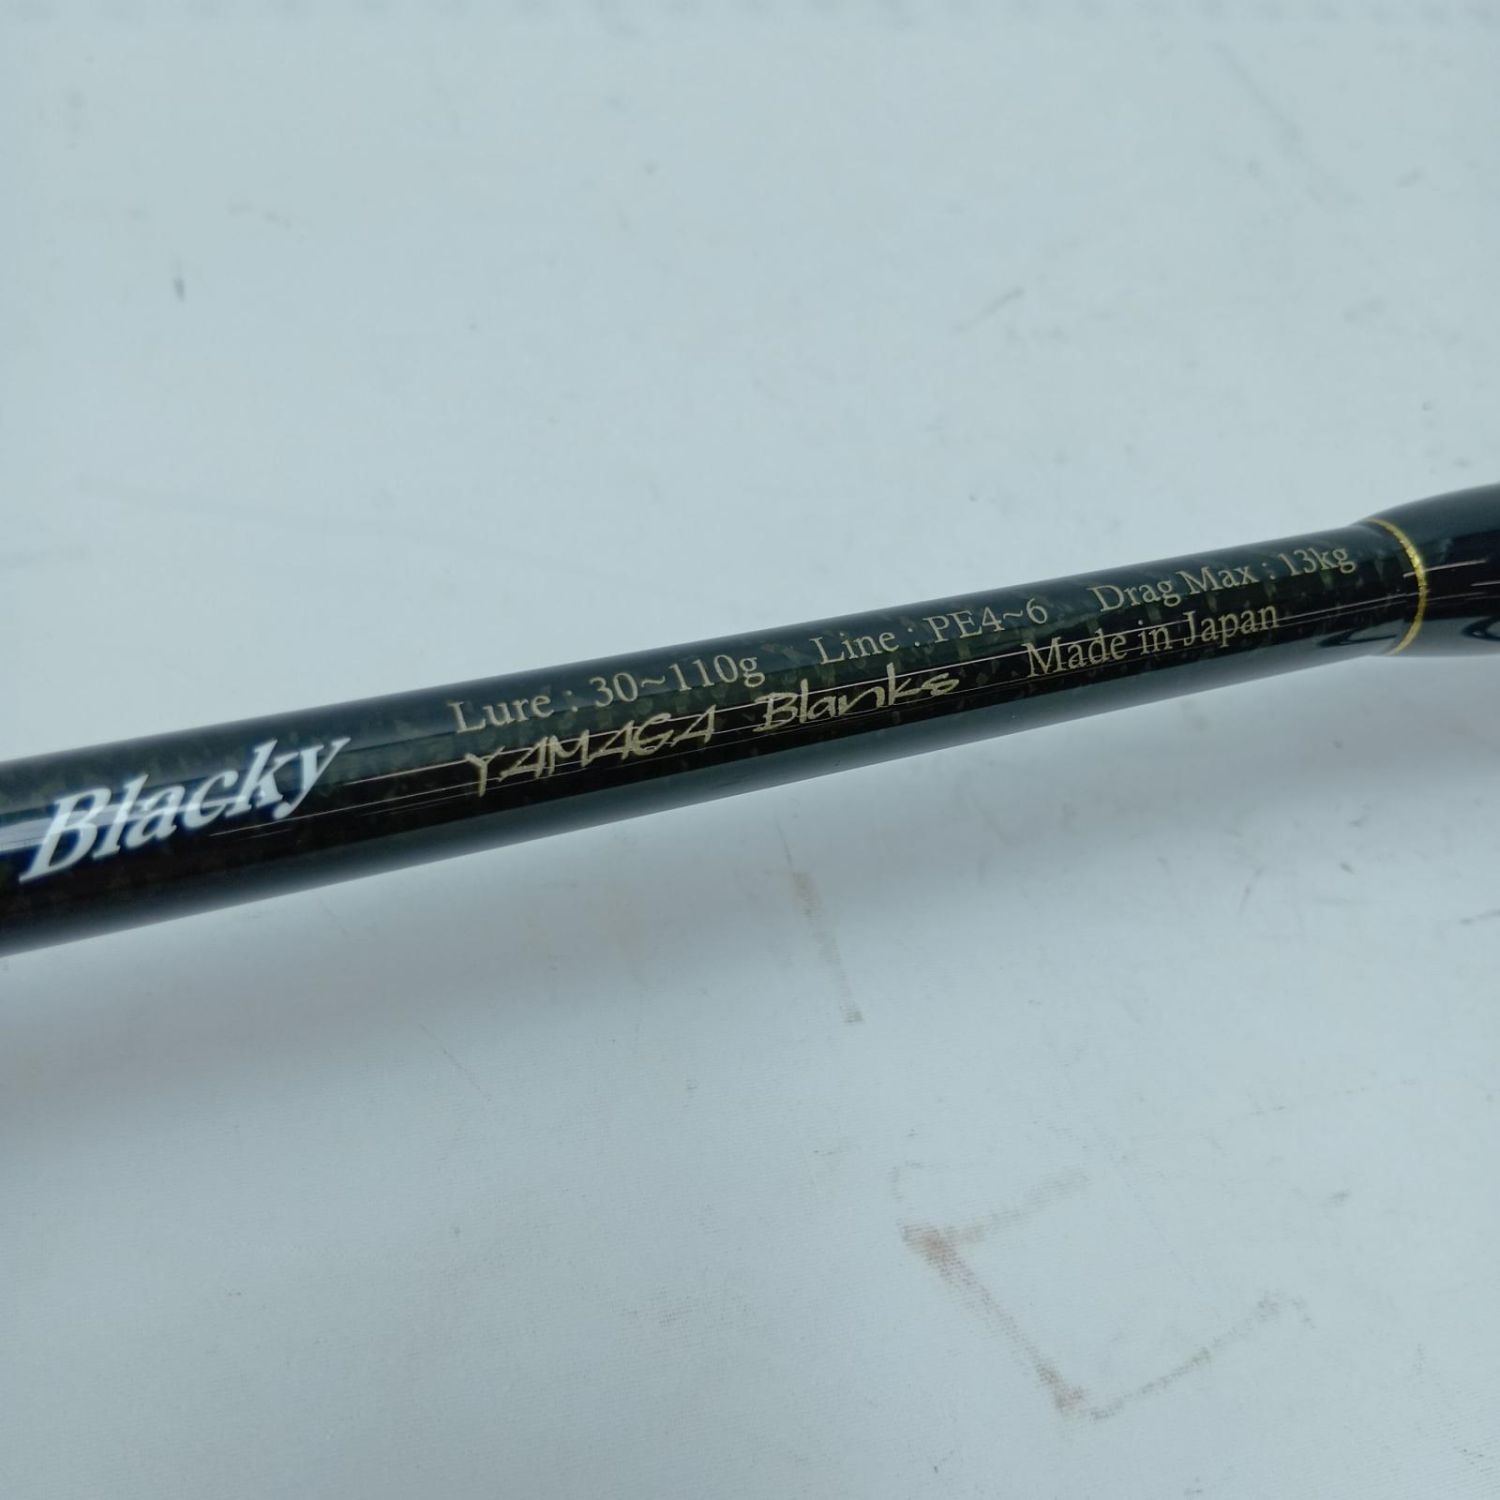 Blacky
Lure : 30~110g Line : PE4~6 Drag Max : 13kg
YAMAGA Blanks Made in Japan